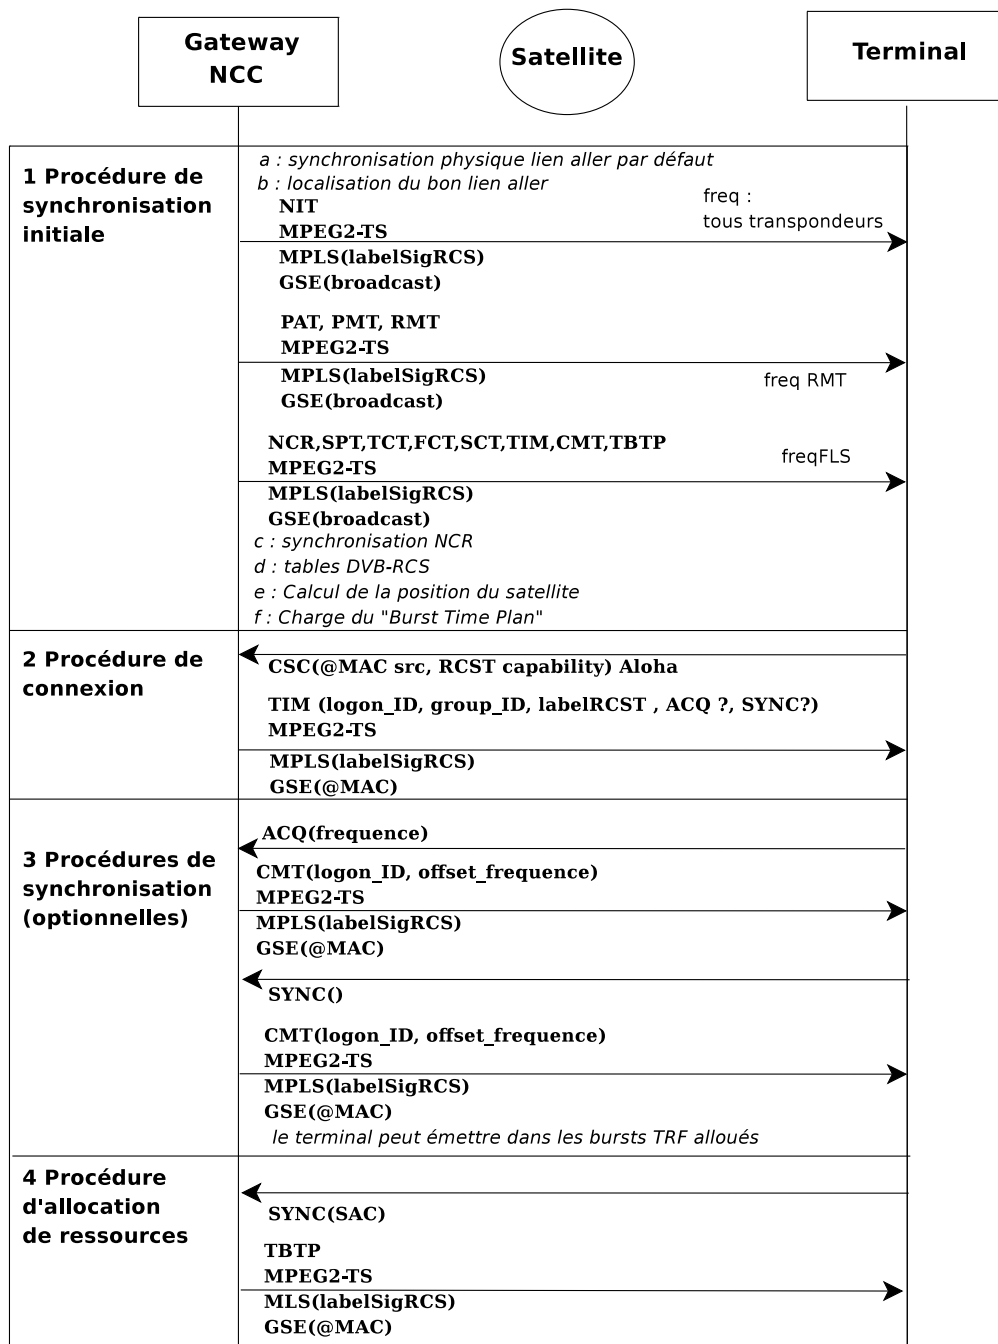 Gateway
NCC
Satellite
Terminal
1 Procédure de
synchronisation
initiale
a : synchronisation physique lien aller par défaut
b : localisation du bon lien aller
NIT
MPEG2-TS
freq :
tous transpondeurs
MPLS(labelSigRCS)
GSE(broadcast)
PAT, PMT, RMT
MPEG2-TS
MPLS(labelSigRCS)
GSE(broadcast)
freq RMT
NCR,SPT,TCT,FCT,SCT,TIM,CMT,TBTP
MPEG2-TS
freqFLS
MPLS(labelSigRCS)
GSE(broadcast)
c : synchronisation NCR
d : tables DVB-RCS
e : Calcul de la position du satellite
f : Charge du "Burst Time Plan"
2 Procédure de
connexion
CSC(@MAC src, RCST capability) Aloha
TIM (logon_ID, group_ID, labelRCST , ACQ ?, SYNC?)
MPEG2-TS
MPLS(labelSigRCS)
GSE(@MAC)
3 Procédures de
synchronisation
(optionnelles)
ACQ(frequence)
CMT(logon_ID, offset_frequence)
MPEG2-TS
MPLS(labelSigRCS)
GSE(@MAC)
SYNC()
CMT(logon_ID, offset_frequence)
MPEG2-TS
MPLS(labelSigRCS)
GSE(@MAC)
le terminal peut émettre dans les bursts TRF alloués
4 Procédure
d'allocation
de ressources
SYNC(SAC)
TBTP
MPEG2-TS
MLS(labelSigRCS)
GSE(@MAC)